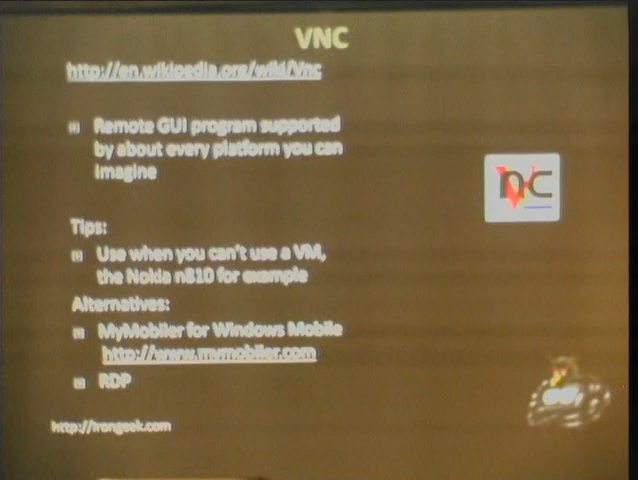 VNC
http://en.wikipedia.org/wiki/Vnc
Remote GUI program supported
by about every platform you can
imagine
VNC
Tips:
Use when you can't use a VM,
the Nokia n810 for example
Alternatives:
MyMobiler for Windows Mobile
http://www.mymobiler.com
RDP
http://irongeek.com